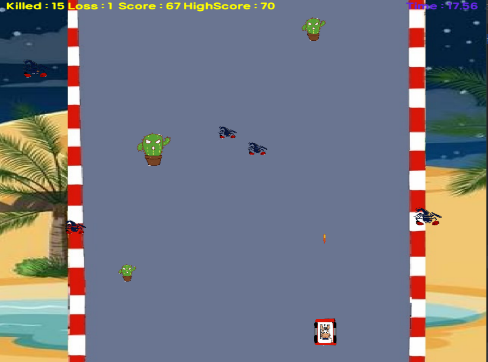 Killed : 15 Loss : 1 Score : 67 HighScore : 70
Time : 17.56